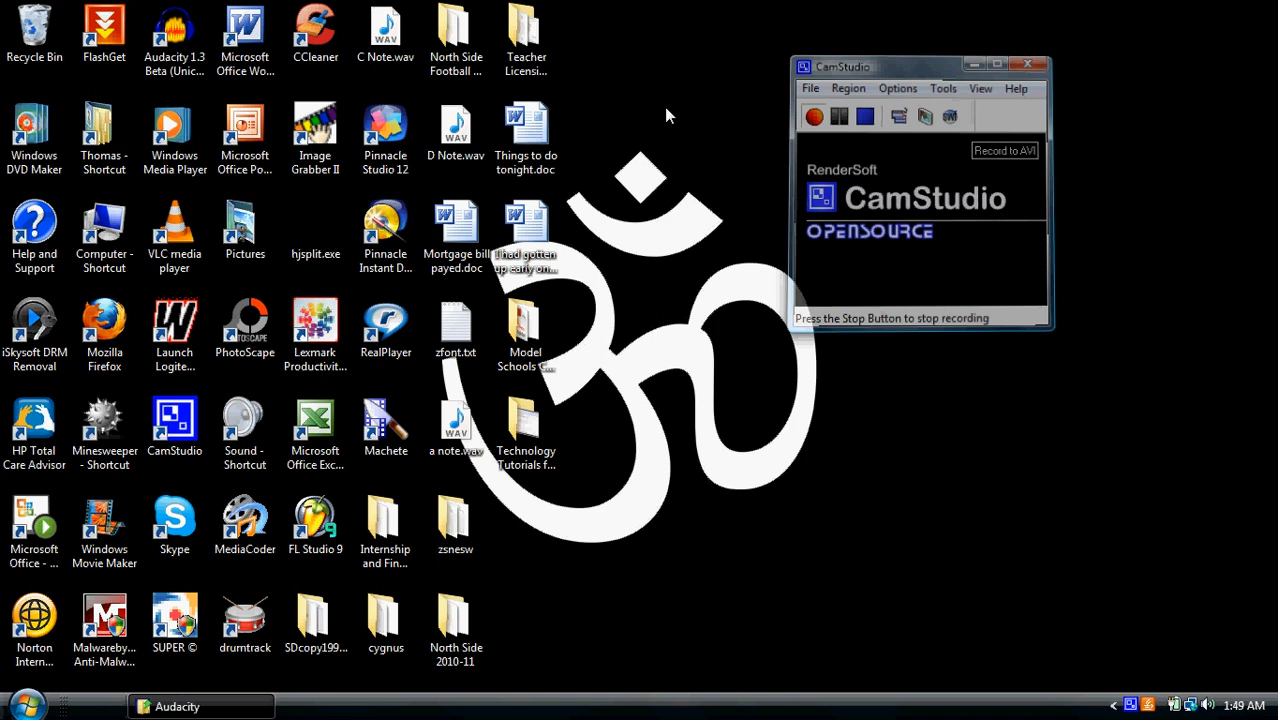 Recycle Bin
FlashGet
Audacity 1.3
Beta (Unic...
Microsoft
Office Wo...
CCleaner
C Note.wav
North Side
Football ...
Teacher
Licensi...
Windows
DVD Maker
Thomas -
Shortcut
Windows
Media Player
Microsoft
Office Po...
Image
Grabber II
Pinnacle
Studio 12
WAV
D Note.wav
Things to do
tonight.doc
Help and
Support
Computer -
Shortcut
VLC media
player
Pictures
hjsplit.exe
Pinnacle
Instant D...
Mortgage bill
payed.doc
I had gotten
up early on...
iSkysoft DRM
Removal
Mozilla
Firefox
Launch
Logite...
TOSCAPE
PhotoScape
Lexmark
Productivit...
RealPlayer
zfont.txt
Model
Schools C...
HP Total
Care Advisor
Minesweeper
- Shortcut
CamStudio
Sound -
Shortcut
Microsoft
Office Exc...
Machete
WAV
a note.wav
Technology
Tutorials f...
Microsoft
Office - ...
Windows
Movie Maker
Skype
MediaCoder
FL Studio 9
Internship
and Fin...
zsnesw
Norton
Intern...
Malwareby...
Anti-Malw...
SUPER ©
drumtrack
SDcopy199...
cygnus
North Side
2010-11
CamStudio
File Region Options Tools View Help
Record to AVI
RenderSoft
CamStudio
OPENSOURCE
Press the Stop Button to stop recording
ॐ
Audacity
1:49 AM